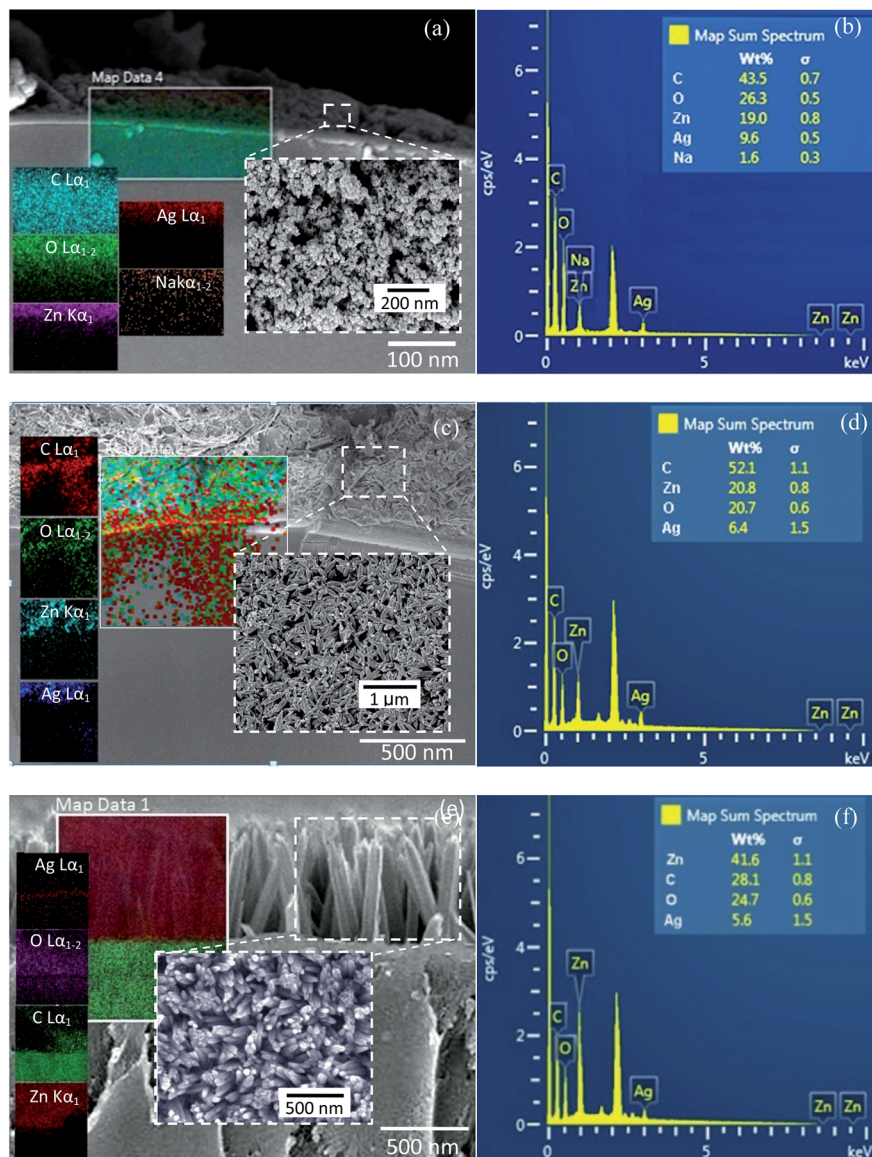 (a)
Map Data 4
C Lα₁
O Lα₁₋₂
Zn Kα₁
Ag Lα₁
Nakα₁₋₂
200 nm
100 nm
(b)
Map Sum Spectrum
Wt% σ
C 43.5 0.7
O 26.3 0.5
Zn 19.0 0.8
Ag 9.6 0.5
Na 1.6 0.3
cps/eV
6
4
2
0
C
O
Na
Zn
Ag
Zn Zn
0 5 keV
(c)
C Lα₁
O Lα₁₋₂
Zn Kα₁
Ag Lα₁
Map Data
1 µm
500 nm
(d)
Map Sum Spectrum
Wt% σ
C 52.1 1.1
Zn 20.8 0.8
O 20.7 0.6
Ag 6.4 1.5
cps/eV
6
4
2
0
C
O
Zn
Ag
Zn Zn
0 5 keV
(e)
Map Data 1
Ag Lα₁
O Lα₁₋₂
C Lα₁
Zn Kα₁
500 nm
500 nm
(f)
Map Sum Spectrum
Wt% σ
Zn 41.6 1.1
C 28.1 0.8
O 24.7 0.6
Ag 5.6 1.5
cps/eV
6
4
2
0
C
O
Zn
Ag
Zn Zn
0 5 keV